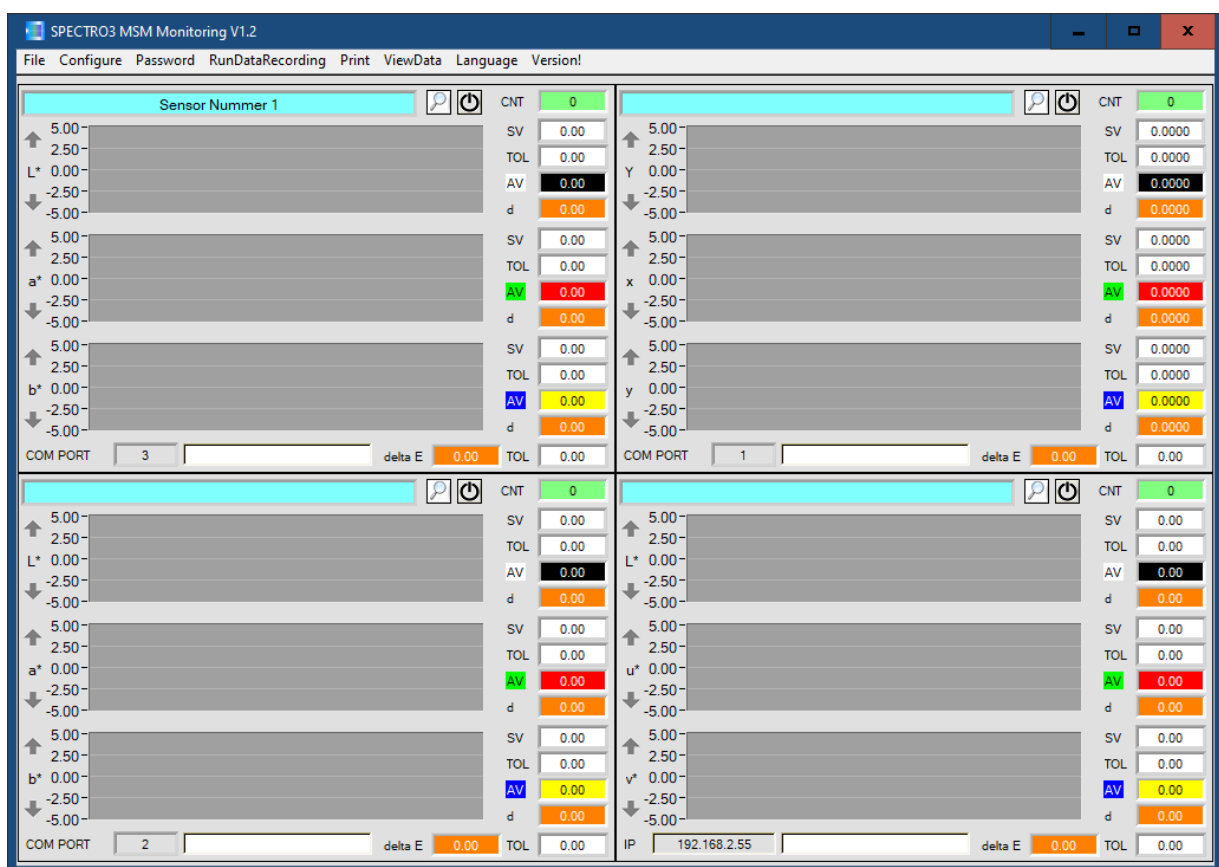 SPECTRO3 MSM Monitoring V1.2
File Configure Password RunDataRecording Print ViewData Language Version!
Sensor Nummer 1
CNT 0
5.00
2.50
L* 0.00
-2.50
-5.00
SV 0.00
TOL 0.00
AV 0.00
d 0.00
5.00
2.50
a* 0.00
-2.50
-5.00
SV 0.00
TOL 0.00
AV 0.00
d 0.00
5.00
2.50
b* 0.00
-2.50
-5.00
SV 0.00
TOL 0.00
AV 0.00
d 0.00
COM PORT 3 delta E 0.00 TOL 0.00
CNT 0
5.00
2.50
Y 0.00
-2.50
-5.00
SV 0.0000
TOL 0.0000
AV 0.0000
d 0.0000
5.00
2.50
x 0.00
-2.50
-5.00
SV 0.0000
TOL 0.0000
AV 0.0000
d 0.0000
5.00
2.50
y 0.00
-2.50
-5.00
SV 0.0000
TOL 0.0000
AV 0.0000
d 0.0000
COM PORT 1 delta E 0.00 TOL 0.00
CNT 0
5.00
2.50
L* 0.00
-2.50
-5.00
SV 0.00
TOL 0.00
AV 0.00
d 0.00
5.00
2.50
a* 0.00
-2.50
-5.00
SV 0.00
TOL 0.00
AV 0.00
d 0.00
5.00
2.50
b* 0.00
-2.50
-5.00
SV 0.00
TOL 0.00
AV 0.00
d 0.00
COM PORT 2 delta E 0.00 TOL 0.00
CNT 0
5.00
2.50
L* 0.00
-2.50
-5.00
SV 0.00
TOL 0.00
AV 0.00
d 0.00
5.00
2.50
u* 0.00
-2.50
-5.00
SV 0.00
TOL 0.00
AV 0.00
d 0.00
5.00
2.50
v* 0.00
-2.50
-5.00
SV 0.00
TOL 0.00
AV 0.00
d 0.00
IP 192.168.2.55 delta E 0.00 TOL 0.00